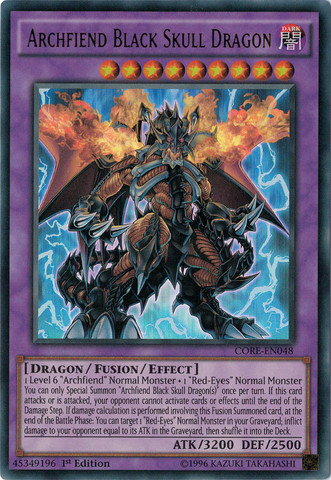 ARCHFIEND BLACK SKULL DRAGON
DARK
闇
CORE-EN048
[DRAGON / FUSION / EFFECT]
1 Level 6 "Archfiend" Normal Monster + 1 "Red-Eyes" Normal Monster
You can only Special Summon "Archfiend Black Skull Dragon(s)" once per turn. If this card
attacks or is attacked, your opponent cannot activate cards or effects until the end of the
Damage Step. If damage calculation is performed involving this Fusion Summoned card, at the
end of the Battle Phase: You can target 1 "Red-Eyes" Normal Monster in your Graveyard; inflict
damage to your opponent equal to its ATK in the Graveyard, then shuffle it into the Deck.
ATK/3200 DEF/2500
45349196 1st Edition ©1996 KAZUKI TAKAHASHI